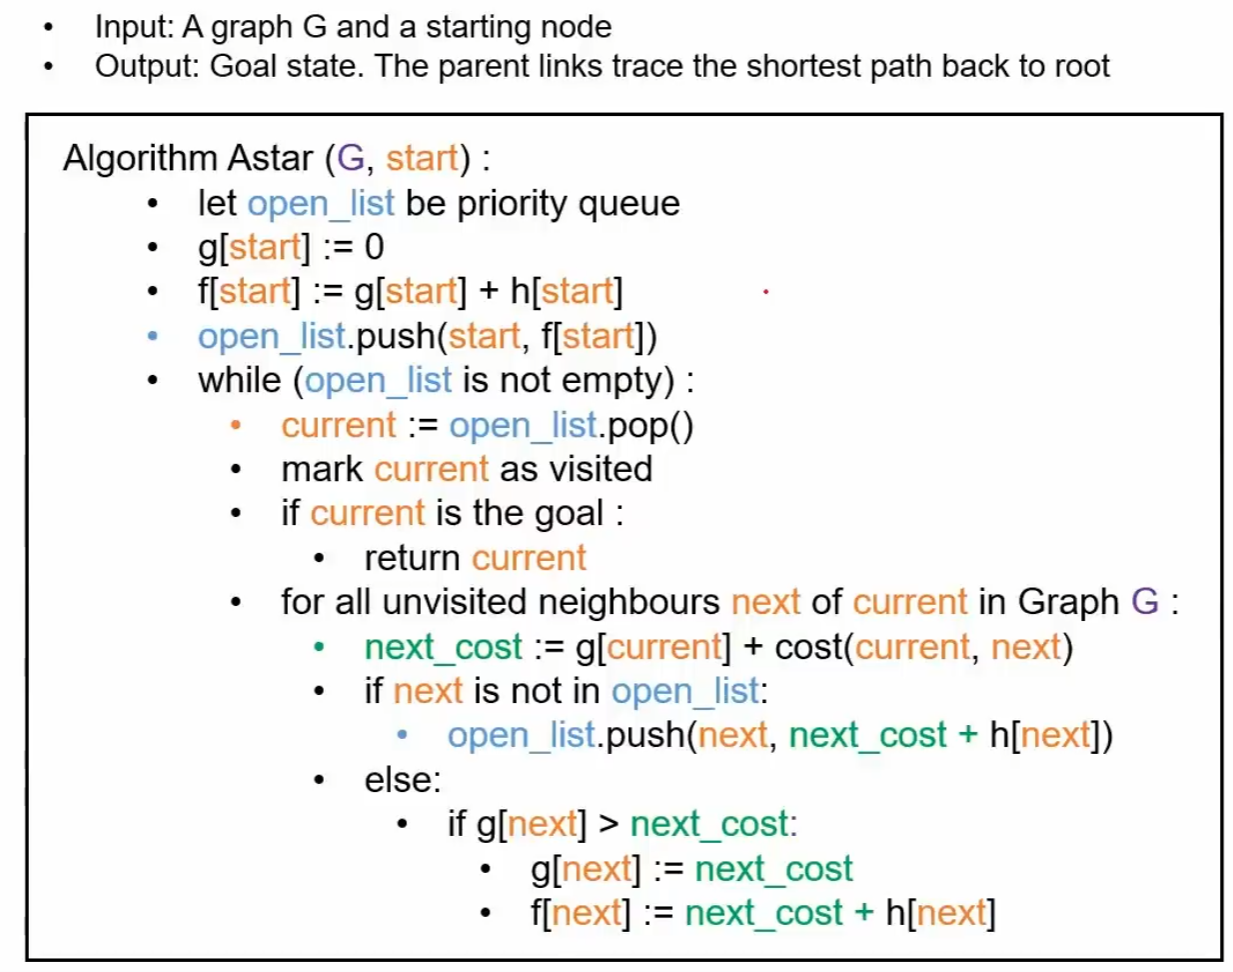 • Input: A graph G and a starting node
• Output: Goal state. The parent links trace the shortest path back to root
Algorithm Astar (G, start) :
• let open_list be priority queue
• g[start] := 0
• f[start] := g[start] + h[start]
• open_list.push(start, f[start])
• while (open_list is not empty) :
• current := open_list.pop()
• mark current as visited
• if current is the goal :
• return current
• for all unvisited neighbours next of current in Graph G :
• next_cost := g[current] + cost(current, next)
• if next is not in open_list:
• open_list.push(next, next_cost + h[next])
• else:
• if g[next] > next_cost:
• g[next] := next_cost
• f[next] := next_cost + h[next]